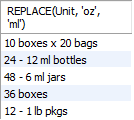 REPLACE(Unit, 'oz',
'ml')
10 boxes x 20 bags
24 - 12 ml bottles
48 - 6 ml jars
36 boxes
12 - 1 lb pkgs